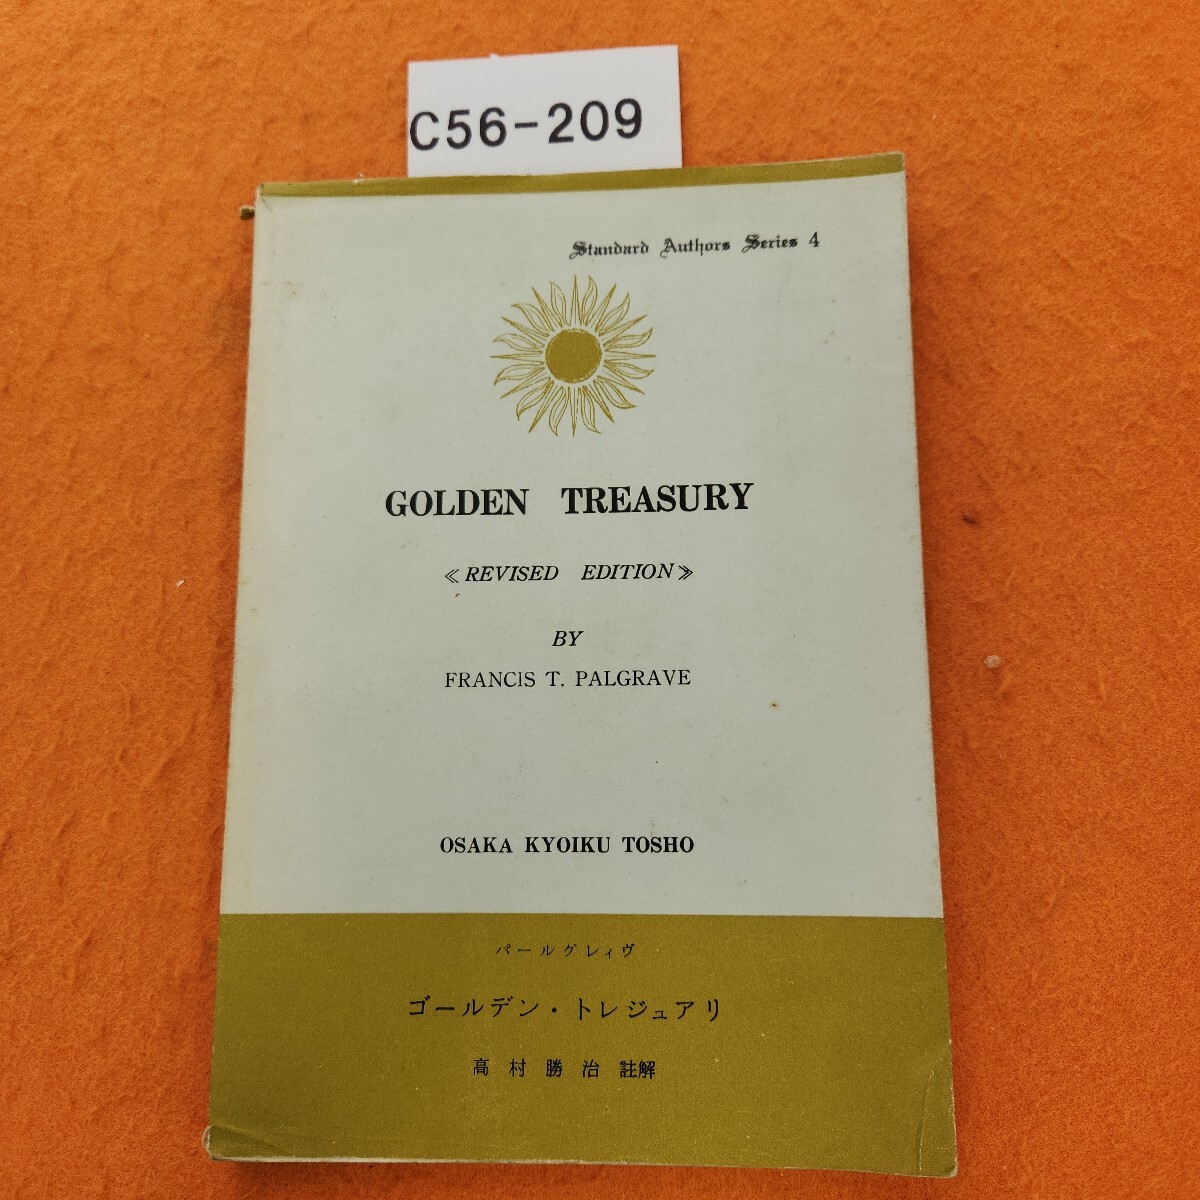 C56-209
Standard Authors Series 4
GOLDEN TREASURY
≪REVISED EDITION≫
BY
FRANCIS T. PALGRAVE
OSAKA KYOIKU TOSHO
パールグレィヴ
ゴールデン・トレジュアリ
高村勝治 註解